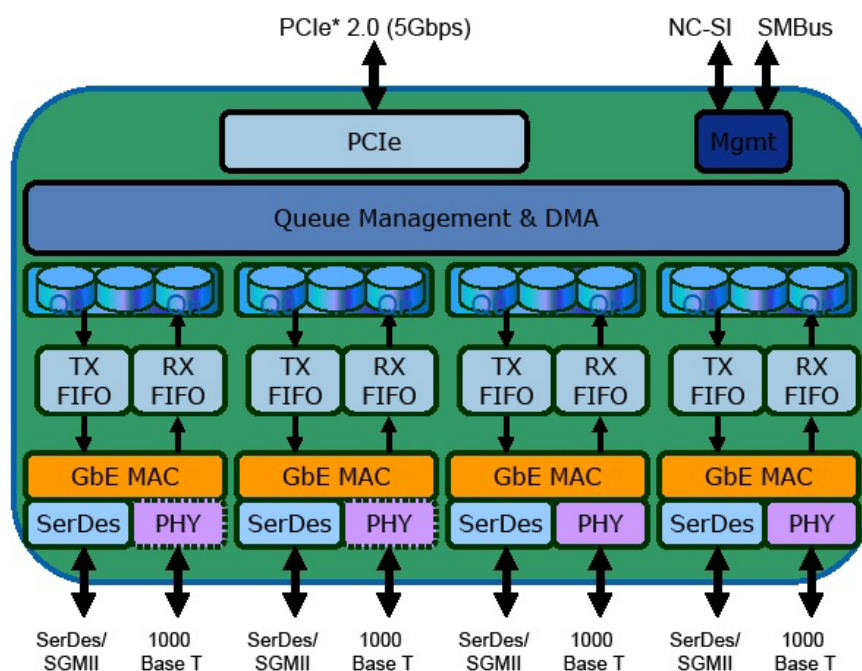 PCIe* 2.0 (5Gbps)
NC-SI
SMBus
PCIe
Mgmt
Queue Management & DMA
TX FIFO
RX FIFO
TX FIFO
RX FIFO
TX FIFO
RX FIFO
TX FIFO
RX FIFO
GbE MAC
GbE MAC
GbE MAC
GbE MAC
SerDes
PHY
SerDes
PHY
SerDes
PHY
SerDes
PHY
SerDes/
SGMII
1000
Base T
SerDes/
SGMII
1000
Base T
SerDes/
SGMII
1000
Base T
SerDes/
SGMII
1000
Base T